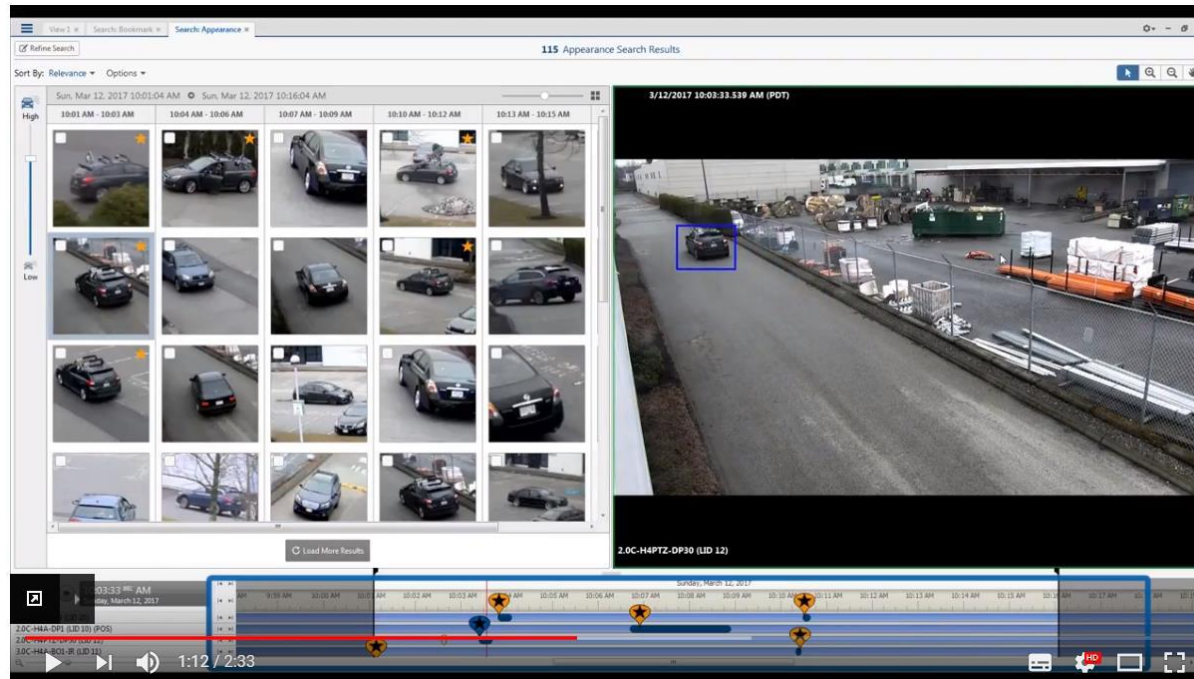 View 1 × Search: Bookmark × Search: Appearance ×
Refine Search
115 Appearance Search Results
Sort By: Relevance Options
Sun, Mar 12, 2017 10:01:04 AM Sun, Mar 12, 2017 10:16:04 AM
High
10:01 AM - 10:03 AM 10:04 AM - 10:06 AM 10:07 AM - 10:09 AM 10:10 AM - 10:12 AM 10:13 AM - 10:15 AM
Low
Load More Results
3/12/2017 10:03:33.539 AM (PDT)
2.0C-H4PTZ-DP30 (LID 12)
Sunday, March 12, 2017
9:59 AM 10:00 AM 10:02 AM 10:03 AM 10:05 AM 10:06 AM 10:07 AM 10:08 AM 10:09 AM 10:11 AM 10:12 AM 10:13 AM 10:14 AM 10:15 AM 10:17 AM
2.0C-H4A-DP1 (LID 10) (POS)
3.0C-H4A-BO1-IR (LID 11)
1:12 / 2:33
HD